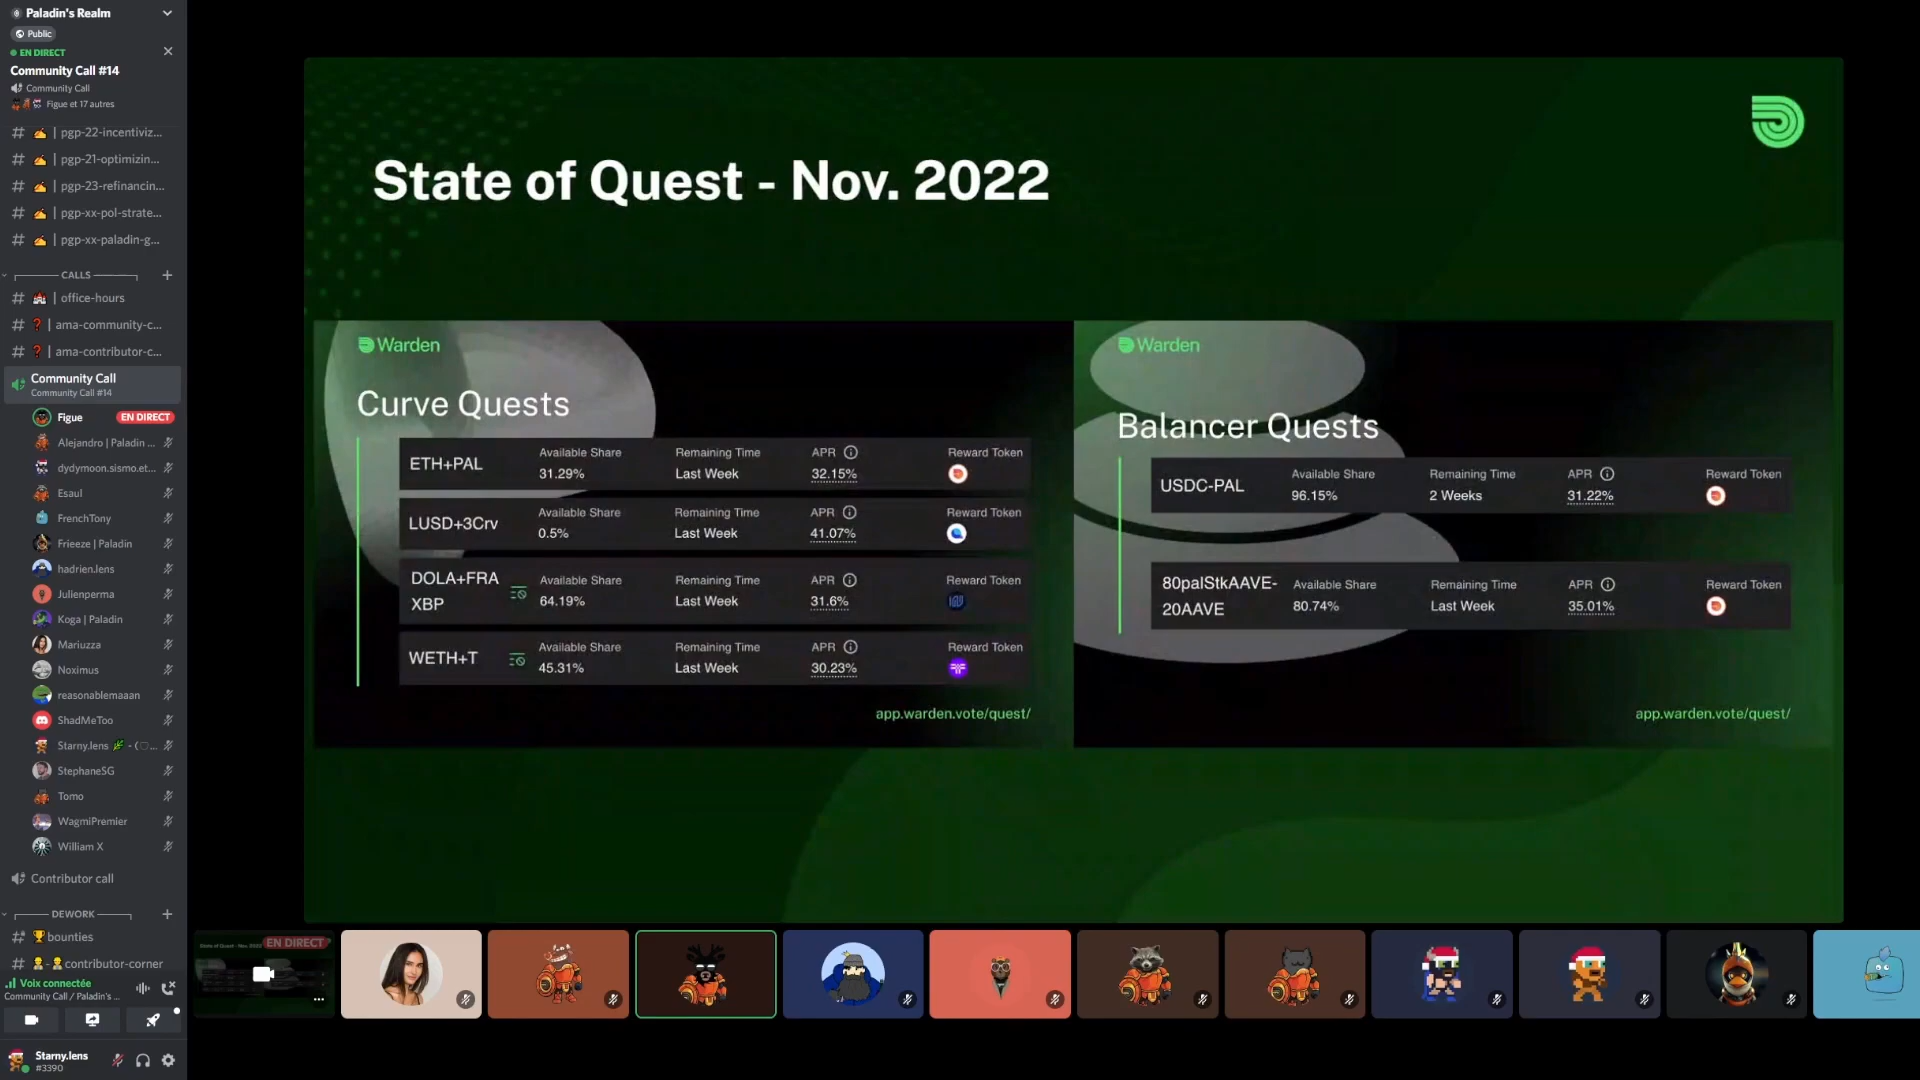 Paladin's Realm
Public
EN DIRECT
Community Call #14
Community Call
Figue et 17 autres
# | pgp-22-incentiviz...
# | pgp-21-optimizin...
# | pgp-23-refinancin...
# | pgp-xx-pol-strate...
# | pgp-xx-paladin-g...
CALLS
# | office-hours
# ❓ | ama-community-c...
# ❓ | ama-contributor-c...
Community Call
Community Call #14
Figue EN DIRECT
Alejandro | Paladin ...
dydymoon.sismo.et...
Esaul
FrenchTony
Frieeze | Paladin
hadrien.lens
Julienperma
Koga | Paladin
Mariuzza
Noximus
reasonablemaaan
ShadMeToo
Starny.lens
StephaneSG
Tomo
WagmiPremier
William X
Contributor call
DEWORK
bounties
contributor-corner
Voix connectée
Community Call / Paladin's ...
Starny.lens
#3390
State of Quest - Nov. 2022
Warden
Curve Quests
ETH+PAL
Available Share
31.29%
Remaining Time
Last Week
APR
32.15%
Reward Token
LUSD+3Crv
Available Share
0.5%
Remaining Time
Last Week
APR
41.07%
Reward Token
DOLA+FRA
XBP
Available Share
64.19%
Remaining Time
Last Week
APR
31.6%
Reward Token
WETH+T
Available Share
45.31%
Remaining Time
Last Week
APR
30.23%
Reward Token
app.warden.vote/quest/
Warden
Balancer Quests
USDC-PAL
Available Share
96.15%
Remaining Time
2 Weeks
APR
31.22%
Reward Token
80palStkAAVE-
20AAVE
Available Share
80.74%
Remaining Time
Last Week
APR
35.01%
Reward Token
app.warden.vote/quest/
State of Quest - Nov. 2022
EN DIRECT